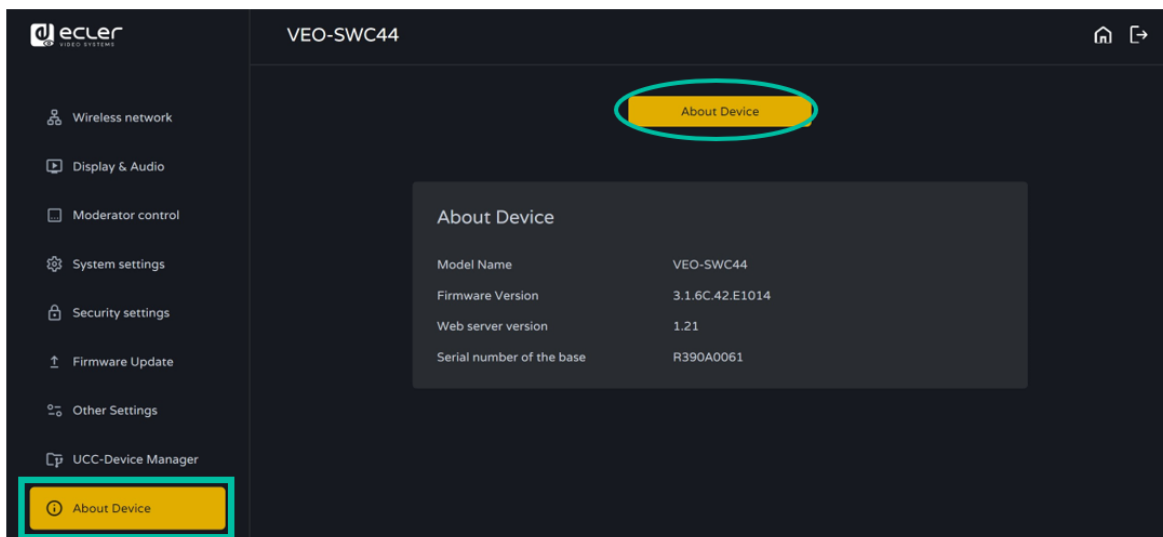 ecler
VIDEO SYSTEMS
VEO-SWC44
Wireless network
Display & Audio
Moderator control
System settings
Security settings
Firmware Update
Other Settings
UCC-Device Manager
About Device
About Device
About Device
Model Name VEO-SWC44
Firmware Version 3.1.6C.42.E1014
Web server version 1.21
Serial number of the base R390A0061